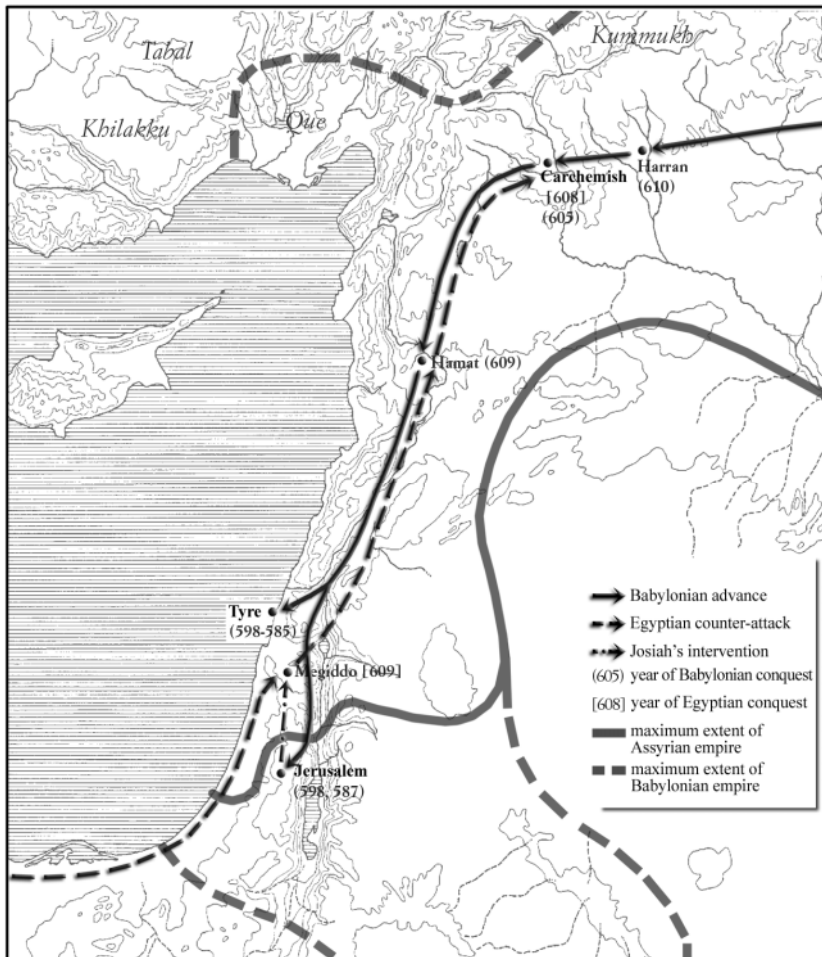 Tabal
Kummukh
Khilakku
Que
Carchemish
[608]
(605)
Harran
(610)
Hamat (609)
Tyre
(598-585)
Megiddo [609]
Jerusalem
(598, 587)
Babylonian advance
Egyptian counter-attack
Josiah's intervention
(605) year of Babylonian conquest
[608] year of Egyptian conquest
maximum extent of
Assyrian empire
maximum extent of
Babylonian empire